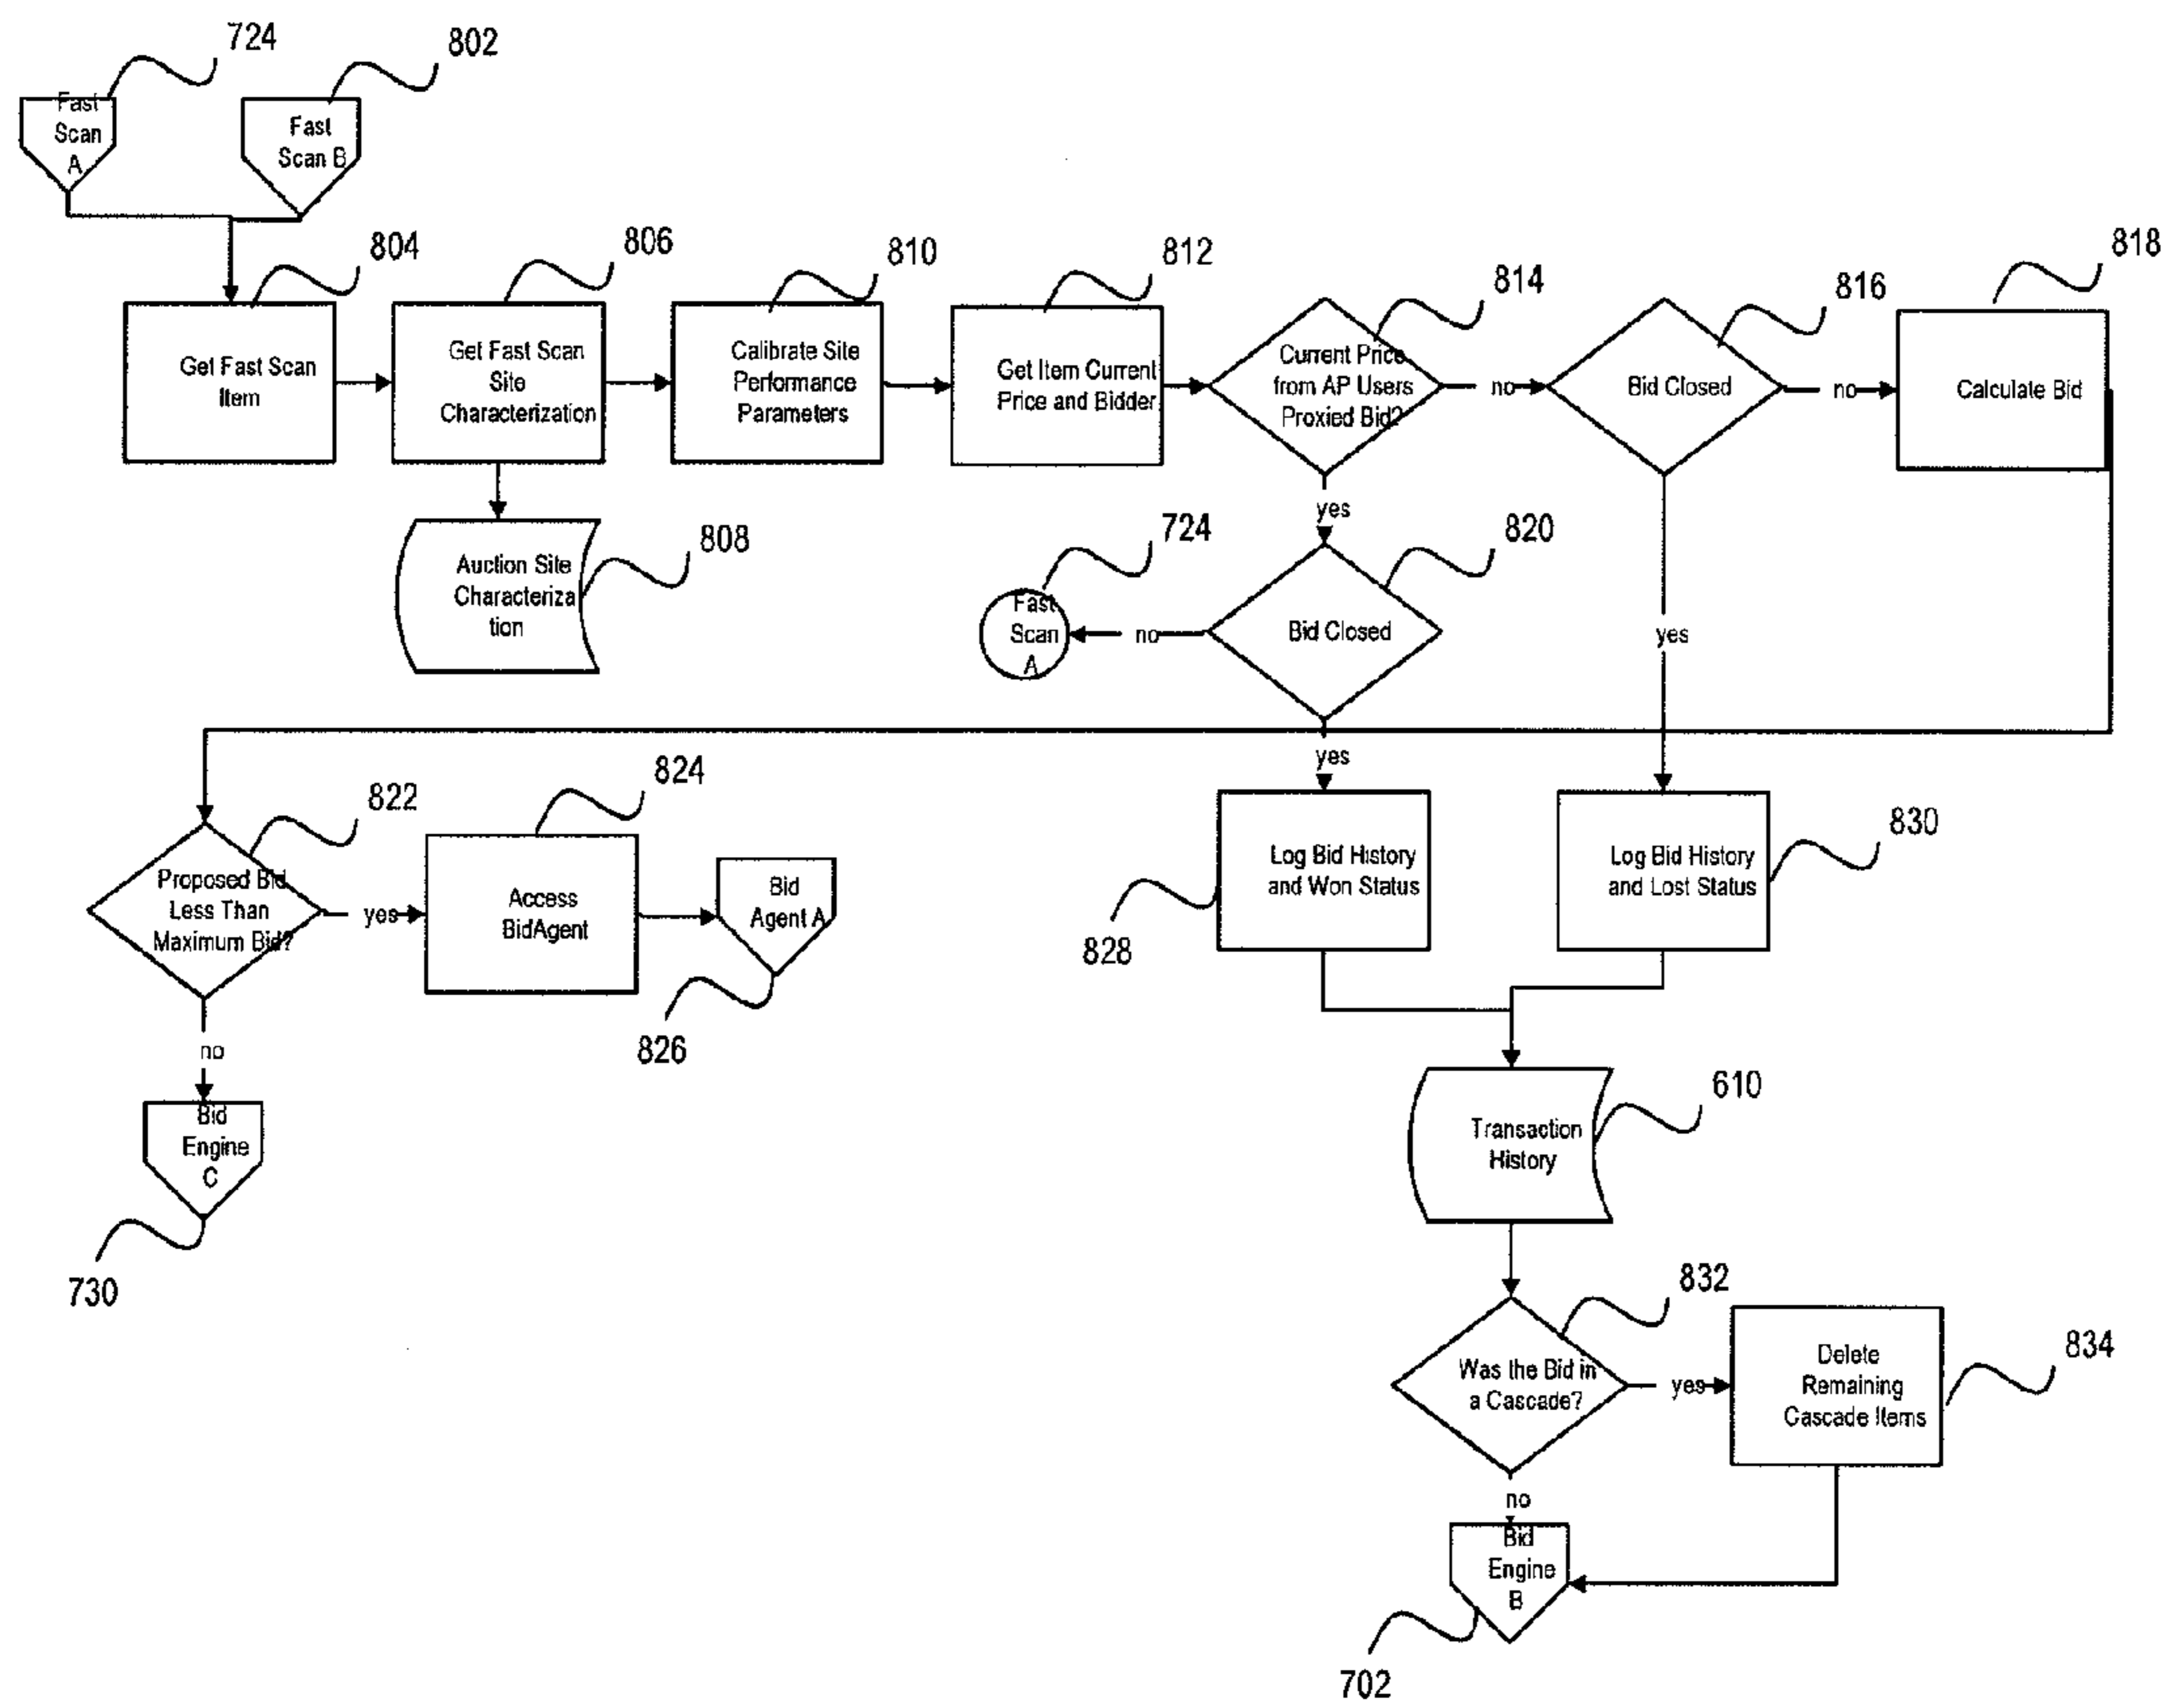 724
802
Fast
Scan
A
Fast
Scan B
804
806
810
812
814
816
818
Get Fast Scan
Item
Get Fast Scan
Site
Characterization
Calibrate Site
Performance
Parameters
Get Item Current
Price and Bidder
Current Price
from AP Users
Proxied Bid?
no
Bid Closed
no
Calculate Bid
yes
808
Auction Site
Characteriza
tion
724
820
Fast
Scan
A
no
Bid Closed
yes
yes
822
824
Proposed Bid
Less Than
Maximum Bid?
yes
Access
BidAgent
Bid
Agent A
826
828
Log Bid History
and Won Status
Log Bid History
and Lost Status
830
no
Bid
Engine
C
730
610
Transaction
History
832
834
Was the Bid in
a Cascade?
yes
Delete
Remaining
Cascade Items
no
Bid
Engine
B
702